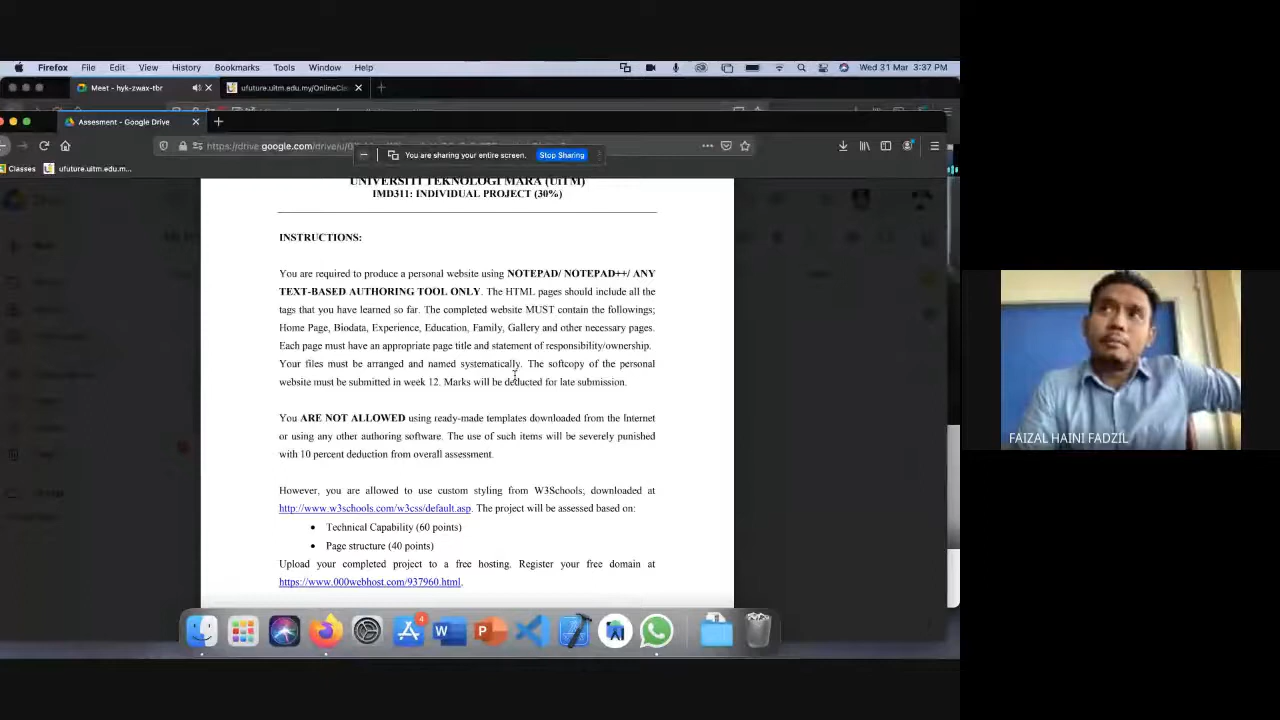 Firefox File Edit View History Bookmarks Tools Window Help Wed 31 Mar 3:37 PM
Meet - hyk-zwax-tbr ufuture.uitm.edu.my/OnlineCla
Assesment - Google Drive
https://drive.google.com/drive/u/0
You are sharing your entire screen. Stop Sharing
Classes ufuture.uitm.edu.m...
UNIVERSITI TEKNOLOGI MARA (UiTM)
IMD311: INDIVIDUAL PROJECT (30%)
INSTRUCTIONS:
You are required to produce a personal website using NOTEPAD/ NOTEPAD++/ ANY
TEXT-BASED AUTHORING TOOL ONLY. The HTML pages should include all the
tags that you have learned so far. The completed website MUST contain the followings;
Home Page, Biodata, Experience, Education, Family, Gallery and other necessary pages.
Each page must have an appropriate page title and statement of responsibility/ownership.
Your files must be arranged and named systematically. The softcopy of the personal
website must be submitted in week 12. Marks will be deducted for late submission.
You ARE NOT ALLOWED using ready-made templates downloaded from the Internet
or using any other authoring software. The use of such items will be severely punished
with 10 percent deduction from overall assessment.
However, you are allowed to use custom styling from W3Schools; downloaded at
http://www.w3schools.com/w3css/default.asp. The project will be assessed based on:
• Technical Capability (60 points)
• Page structure (40 points)
Upload your completed project to a free hosting. Register your free domain at
https://www.000webhost.com/937960.html.
4
W
P
FAIZAL HAINI FADZIL